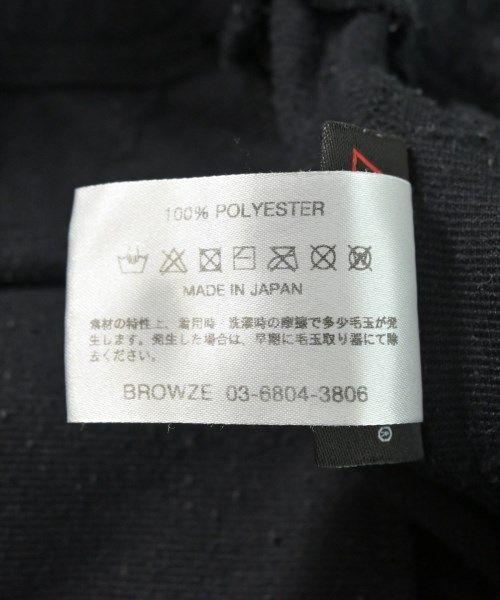 100% POLYESTER
MADE IN JAPAN
素材の特性上、着用時 洗濯時の摩擦で多少毛玉が発
生します。発生した場合は、早期に毛玉取り器にて除
去ください。
BROWZE 03-6804-3806